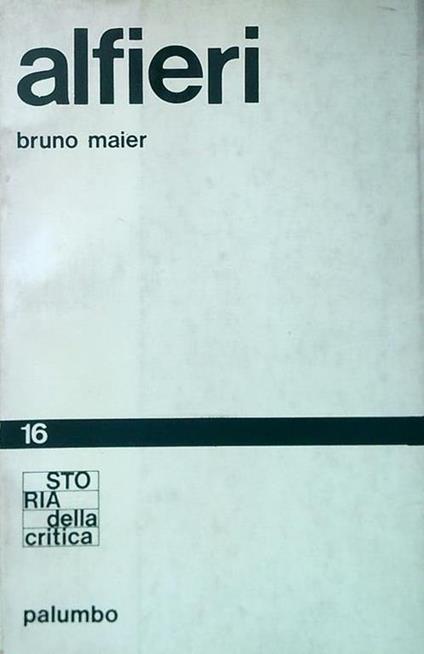 alfieri
bruno maier
16
STO
RIA
della
critica
palumbo